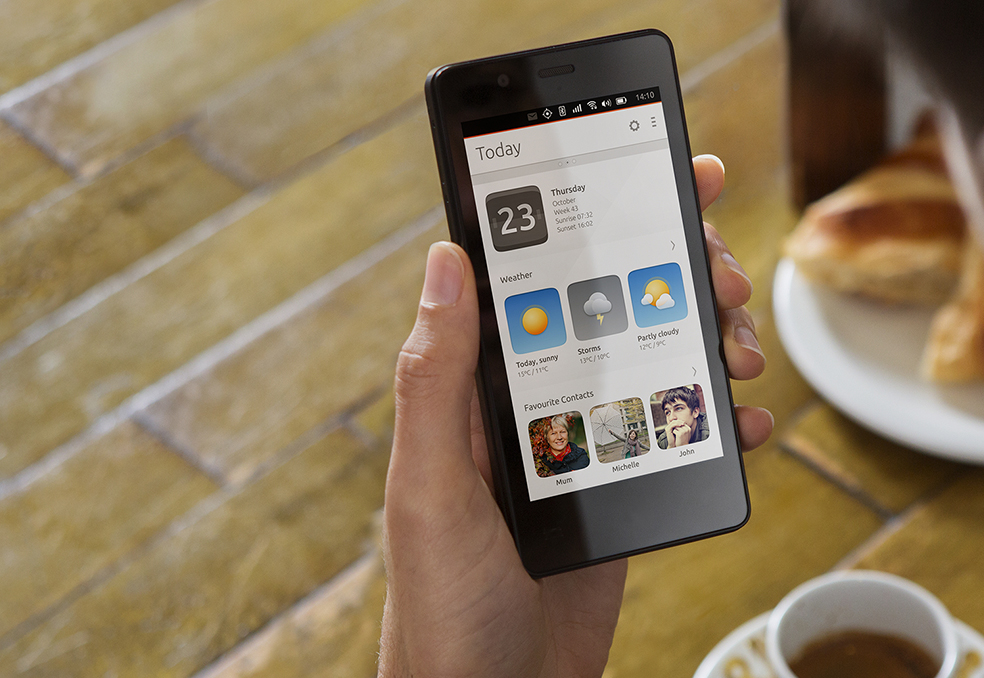 14:10
Today
23
Thursday
October
Week 43
Sunrise 07:32
Sunset 16:02
Weather
Today, sunny
15°C / 11°C
Storms
13°C / 10°C
Partly cloudy
12°C / 9°C
Favourite Contacts
Mum
Michelle
John